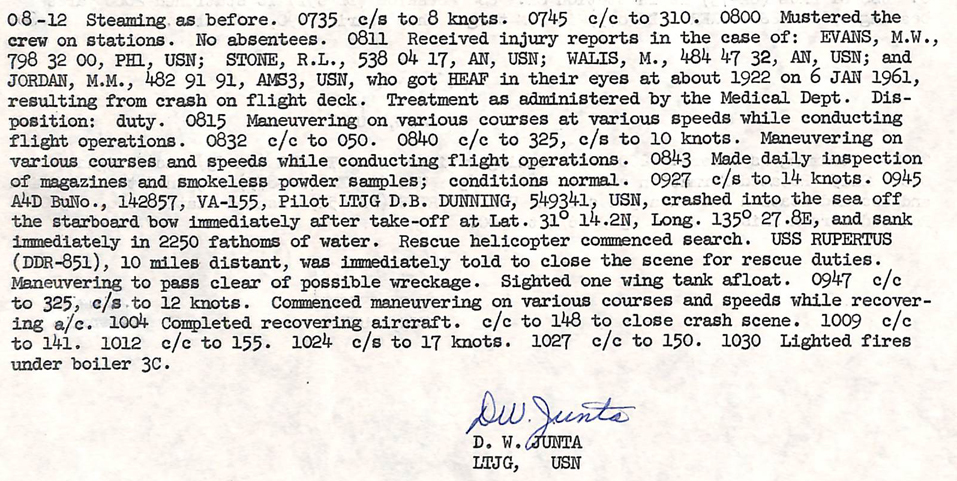 08-12 Steaming as before. 0735 c/s to 8 knots. 0745 c/c to 310. 0800 Mustered the
crew on stations. No absentees. 0811 Received injury reports in the case of: EVANS, M.W.,
798 32 00, PH1, USN; STONE, R.L., 538 04 17, AN, USN; WALIS, M., 484 47 32, AN, USN; and
JORDAN, M.M., 482 91 91, AMS3, USN, who got HEAF in their eyes at about 1922 on 6 JAN 1961,
resulting from crash on flight deck. Treatment as administered by the Medical Dept. Dis-
position: duty. 0815 Maneuvering on various courses at various speeds while conducting
flight operations. 0832 c/c to 050. 0840 c/c to 325, c/s to 10 knots. Maneuvering on
various courses and speeds while conducting flight operations. 0843 Made daily inspection
of magazines and smokeless powder samples; conditions normal. 0927 c/s to 14 knots. 0945
A4D BuNo., 142857, VA-155, Pilot LTJG D.B. DUNNING, 549341, USN, crashed into the sea off
the starboard bow immediately after take-off at Lat. 31° 14.2N, Long. 135° 27.8E, and sank
immediately in 2250 fathoms of water. Rescue helicopter commenced search. USS RUPERTUS
(DDR-851), 10 miles distant, was immediately told to close the scene for rescue duties.
Maneuvering to pass clear of possible wreckage. Sighted one wing tank afloat. 0947 c/c
to 325, c/s to 12 knots. Commenced maneuvering on various courses and speeds while recover-
ing a/c. 1004 Completed recovering aircraft. c/c to 148 to close crash scene. 1009 c/c
to 141. 1012 c/c to 155. 1024 c/s to 17 knots. 1027 c/c to 150. 1030 Lighted fires
under boiler 3C.
D.W. Junta
D. W. JUNTA
LTJG, USN